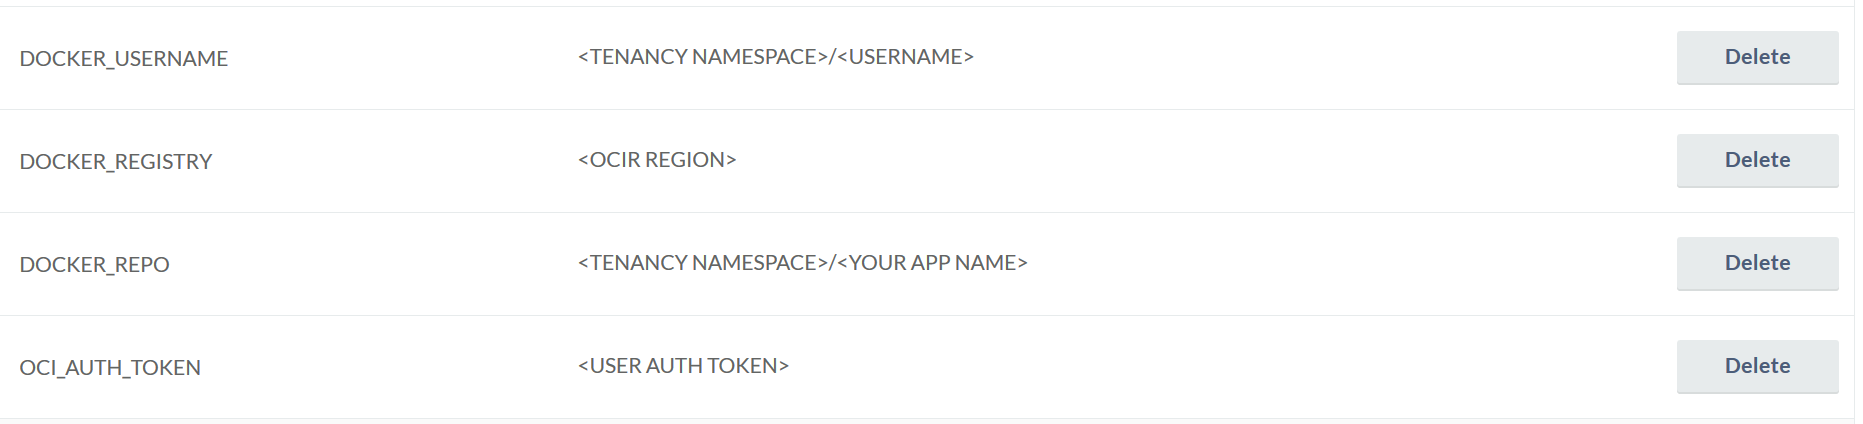 DOCKER_USERNAME <TENANCY NAMESPACE>/<USERNAME> Delete
DOCKER_REGISTRY <OCIR REGION> Delete
DOCKER_REPO <TENANCY NAMESPACE>/<YOUR APP NAME> Delete
OCI_AUTH_TOKEN <USER AUTH TOKEN> Delete